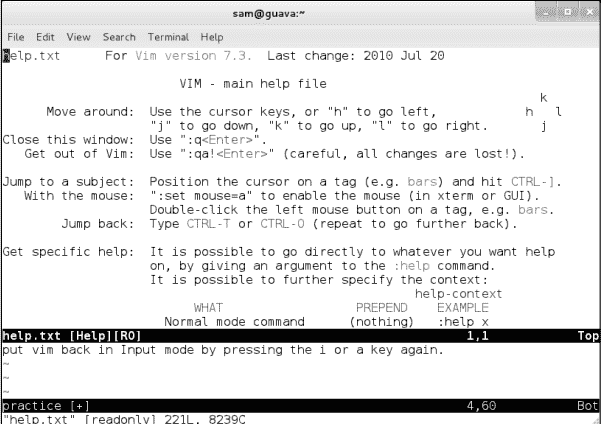 sam@guava:~
File Edit View Search Terminal Help
help.txt For Vim version 7.3. Last change: 2010 Jul 20
VIM - main help file
k
Move around: Use the cursor keys, or "h" to go left, h l
"j" to go down, "k" to go up, "l" to go right. j
Close this window: Use ":q<Enter>".
Get out of Vim: Use ":qa!<Enter>" (careful, all changes are lost!).
Jump to a subject: Position the cursor on a tag (e.g. bars) and hit CTRL-].
With the mouse: ":set mouse=a" to enable the mouse (in xterm or GUI).
Double-click the left mouse button on a tag, e.g. bars.
Jump back: Type CTRL-T or CTRL-O (repeat to go further back).
Get specific help: It is possible to go directly to whatever you want help
on, by giving an argument to the :help command.
It is possible to further specify the context:
help-context
WHAT PREPEND EXAMPLE
Normal mode command (nothing) :help x
help.txt [Help][RO] 1,1 Top
put vim back in Input mode by pressing the i or a key again.
~
~
~
practice [+] 4,60 Bot
"help.txt" [readonly] 221L, 8239C